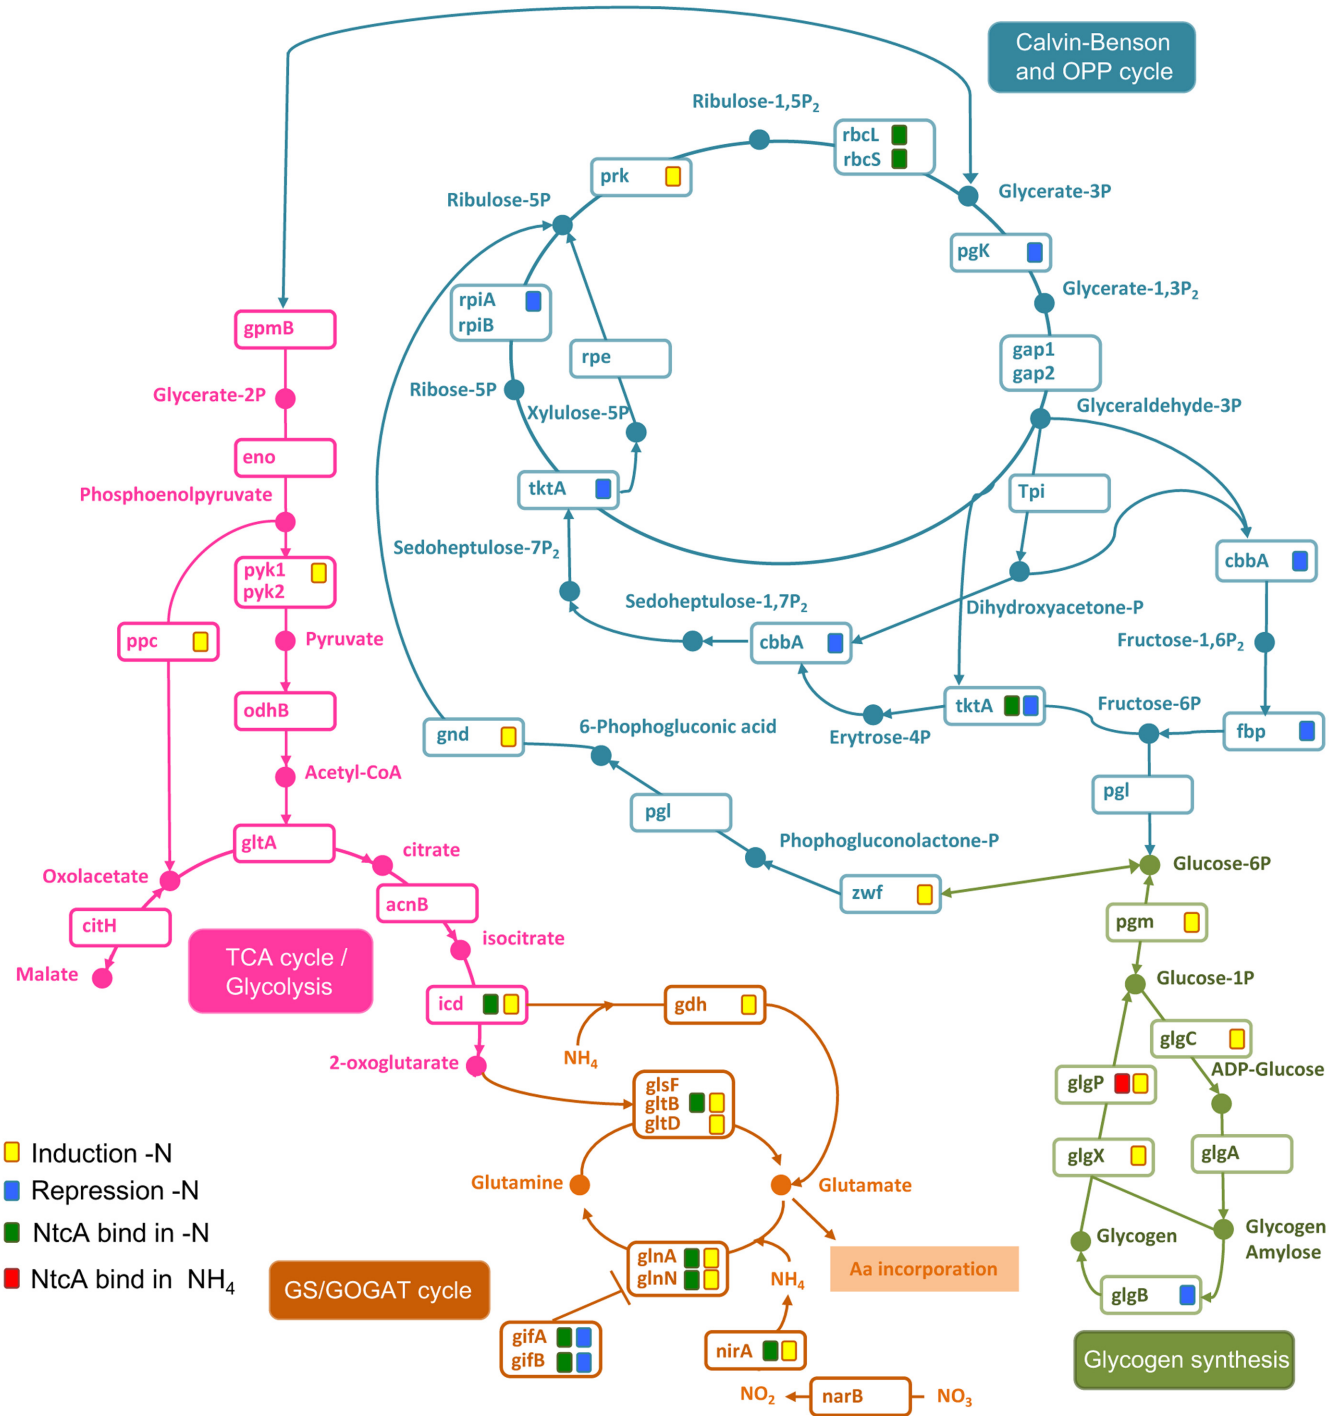 Calvin-Benson
and OPP cycle
Ribulose-1,5P2
rbcL
rbcS
prk
Glycerate-3P
Ribulose-5P
pgK
Glycerate-1,3P2
rpiA
rpiB
gpmB
gap1
gap2
rpe
Ribose-5P
Glycerate-2P
Xylulose-5P
Glyceraldehyde-3P
eno
tktA
Tpi
Phosphoenolpyruvate
Sedoheptulose-7P2
cbbA
pyk1
pyk2
Sedoheptulose-1,7P2
Dihydroxyacetone-P
ppc
Pyruvate
cbbA
Fructose-1,6P2
odhB
tktA
Fructose-6P
gnd
6-Phophogluconic acid
Erytrose-4P
fbp
Acetyl-CoA
pgl
pgl
gltA
citrate
Phophogluconolactone-P
Glucose-6P
Oxolacetate
acnB
zwf
citH
pgm
isocitrate
TCA cycle /
Glycolysis
Malate
Glucose-1P
icd
gdh
glgC
NH4
2-oxoglutarate
ADP-Glucose
glsF
gltB
gltD
glgP
Induction -N
glgX
glgA
Repression -N
Glutamine
Glutamate
NtcA bind in -N
Glycogen
Glycogen
Amylose
glnA
glnN
NH4
Aa incorporation
NtcA bind in NH4
GS/GOGAT cycle
glgB
gifA
gifB
nirA
Glycogen synthesis
NO2
narB
NO3